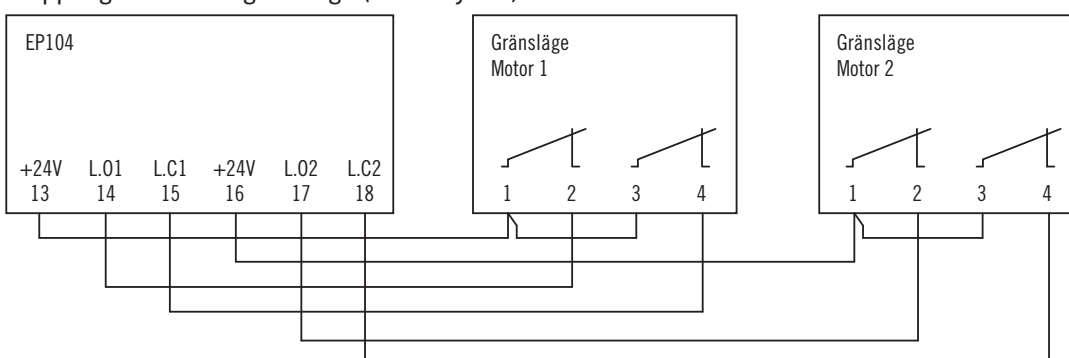 EP104
+24V L.O1 L.C1 +24V L.O2 L.C2
13 14 15 16 17 18
Gränsläge
Motor 1
1 2 3 4
Gränsläge
Motor 2
1 2 3 4